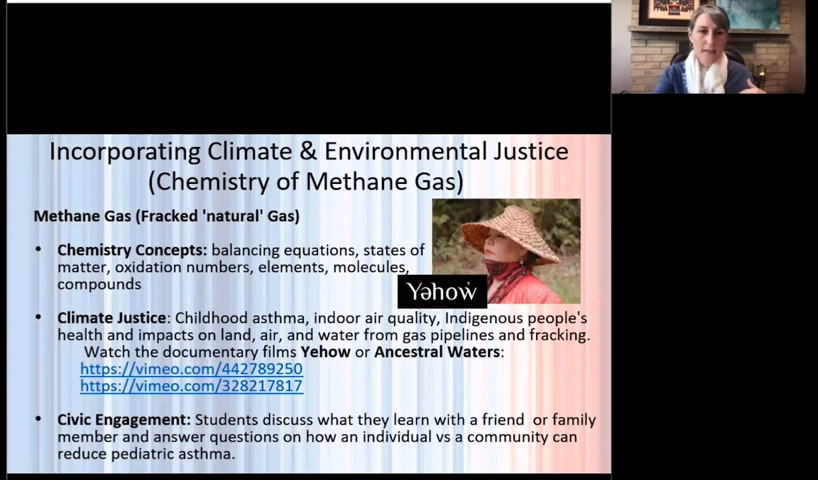 Incorporating Climate & Environmental Justice
(Chemistry of Methane Gas)
Methane Gas (Fracked 'natural' Gas)
• Chemistry Concepts: balancing equations, states of
matter, oxidation numbers, elements, molecules,
compounds
Yəhow̓
• Climate Justice: Childhood asthma, indoor air quality, Indigenous people's
health and impacts on land, air, and water from gas pipelines and fracking.
Watch the documentary films Yehow or Ancestral Waters:
https://vimeo.com/442789250
https://vimeo.com/328217817
• Civic Engagement: Students discuss what they learn with a friend or family
member and answer questions on how an individual vs a community can
reduce pediatric asthma.